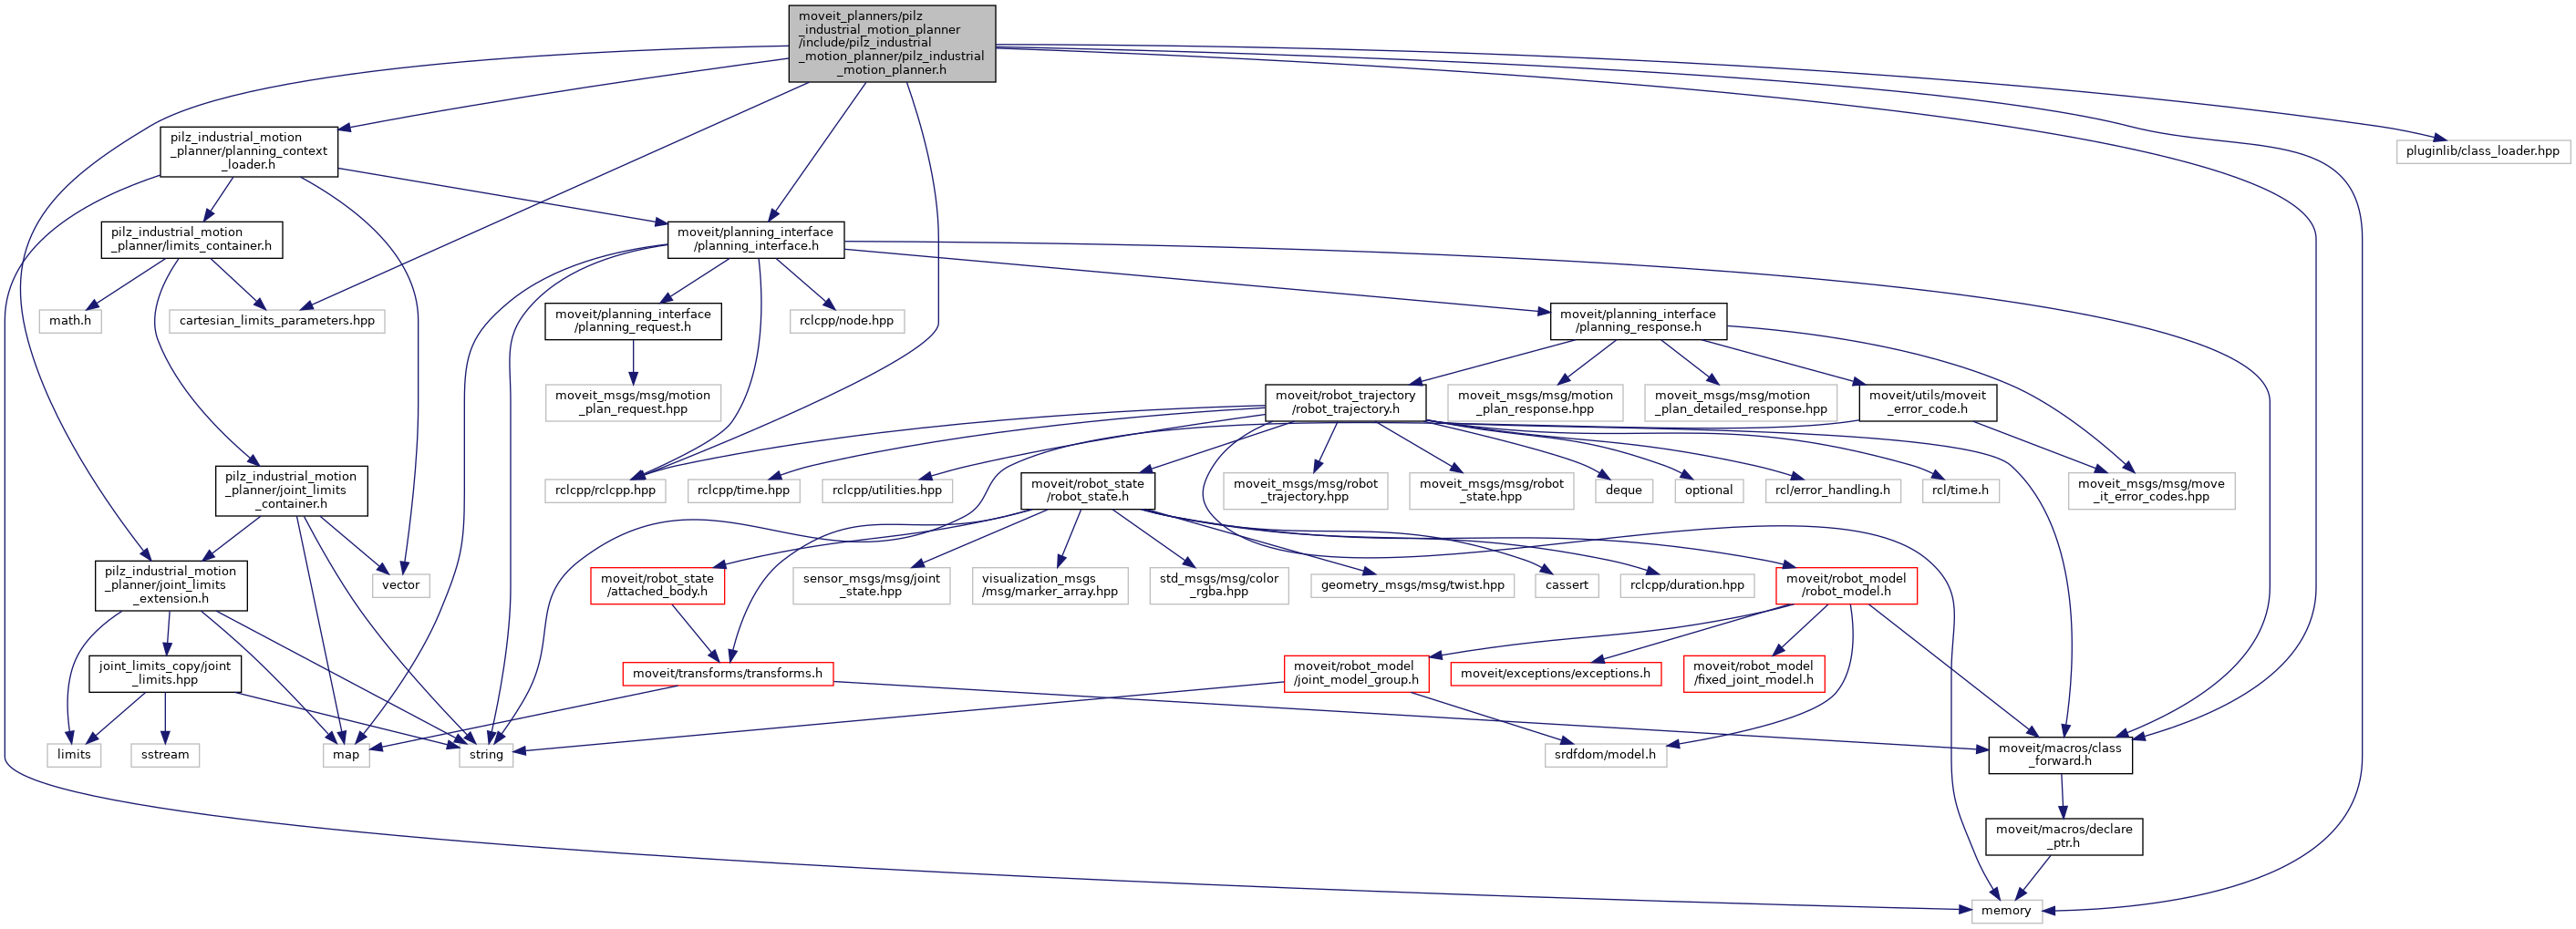 moveit_planners/pilz
_industrial_motion_planner
/include/pilz_industrial
_motion_planner/pilz_industrial
_motion_planner.h
pilz_industrial_motion
_planner/planning_context
_loader.h
pluginlib/class_loader.hpp
pilz_industrial_motion
_planner/limits_container.h
moveit/planning_interface
/planning_interface.h
math.h
cartesian_limits_parameters.hpp
moveit/planning_interface
/planning_request.h
rclcpp/node.hpp
moveit/planning_interface
/planning_response.h
moveit_msgs/msg/motion
_plan_request.hpp
moveit/robot_trajectory
/robot_trajectory.h
moveit_msgs/msg/motion
_plan_response.hpp
moveit_msgs/msg/motion
_plan_detailed_response.hpp
moveit/utils/moveit
_error_code.h
pilz_industrial_motion
_planner/joint_limits
_container.h
rclcpp/rclcpp.hpp
rclcpp/time.hpp
rclcpp/utilities.hpp
moveit/robot_state
/robot_state.h
moveit_msgs/msg/robot
_trajectory.hpp
moveit_msgs/msg/robot
_state.hpp
deque
optional
rcl/error_handling.h
rcl/time.h
moveit_msgs/msg/move
_it_error_codes.hpp
pilz_industrial_motion
_planner/joint_limits
_extension.h
vector
moveit/robot_state
/attached_body.h
sensor_msgs/msg/joint
_state.hpp
visualization_msgs
/msg/marker_array.hpp
std_msgs/msg/color
_rgba.hpp
geometry_msgs/msg/twist.hpp
cassert
rclcpp/duration.hpp
moveit/robot_model
/robot_model.h
joint_limits_copy/joint
_limits.hpp
moveit/transforms/transforms.h
moveit/robot_model
/joint_model_group.h
moveit/exceptions/exceptions.h
moveit/robot_model
/fixed_joint_model.h
limits
sstream
map
string
srdfdom/model.h
moveit/macros/class
_forward.h
moveit/macros/declare
_ptr.h
memory